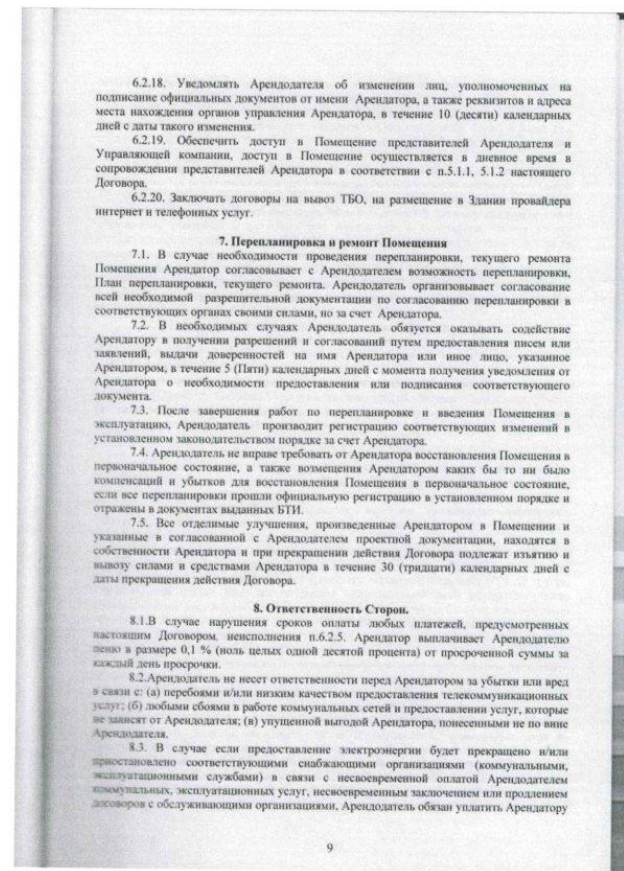 6.2.18. Уведомлять Арендодателя об изменении лиц, уполномоченных на
подписание официальных документов от имени Арендатора, а также реквизитов и адреса
места нахождения органов управления Арендатора, в течение 10 (десяти) календарных
дней с даты такого изменения.
6.2.19. Обеспечить доступ в Помещение представителей Арендодателя и
Управляющей компании, доступ в Помещение осуществляется в дневное время в
сопровождении представителей Арендатора в соответствии с п.5.1.1, 5.1.2 настоящего
Договора.
6.2.20. Заключать договоры на вывоз ТБО, на размещение в Здании провайдера
интернет и телефонных услуг.
7. Перепланировка и ремонт Помещения
7.1. В случае необходимости проведения перепланировки, текущего ремонта
Помещения Арендатор согласовывает с Арендодателем возможность перепланировки,
План перепланировки, текущего ремонта. Арендодатель организовывает согласование
всей необходимой разрешительной документации по согласованию перепланировки в
соответствующих органах своими силами, но за счет Арендатора.
7.2. В необходимых случаях Арендодатель обязуется оказывать содействие
Арендатору в получении разрешений и согласований путем предоставления писем или
заявлений, выдачи доверенностей на имя Арендатора или иное лицо, указанное
Арендатором, в течение 5 (Пяти) календарных дней с момента получения уведомления от
Арендатора о необходимости предоставления или подписания соответствующего
документа.
7.3. После завершения работ по перепланировке и введения Помещения в
эксплуатацию, Арендодатель производит регистрацию соответствующих изменений в
установленном законодательством порядке за счет Арендатора.
7.4. Арендодатель не вправе требовать от Арендатора восстановления Помещения в
первоначальное состояние, а также возмещения Арендатором каких бы то ни было
компенсаций и убытков для восстановления Помещения в первоначальное состояние,
если все перепланировки прошли официальную регистрацию в установленном порядке и
отражены в документах выданных БТИ.
7.5. Все отделимые улучшения, произведенные Арендатором в Помещении и
указанные в согласованной с Арендодателем проектной документации, находятся в
собственности Арендатора и при прекращении действия Договора подлежат изъятию и
вывозу силами и средствами Арендатора в течение 30 (тридцати) календарных дней с
даты прекращения действия Договора.
8. Ответственность Сторон.
8.1.В случае нарушения сроков оплаты любых платежей, предусмотренных
настоящим Договором, неисполнения п.6.2.5. Арендатор выплачивает Арендодателю
пеню в размере 0,1 % (ноль целых одной десятой процента) от просроченной суммы за
каждый день просрочки.
8.2.Арендодатель не несет ответственности перед Арендатором за убытки или вред
в связи с: (а) перебоями и/или низким качеством предоставления телекоммуникационных
услуг; (б) любыми сбоями в работе коммунальных сетей и предоставлении услуг, которые
не зависят от Арендодателя; (в) упущенной выгодой Арендатора, понесенными не по вине
Арендодателя.
8.3. В случае если предоставление электроэнергии будет прекращено и/или
приостановлено соответствующими снабжающими организациями (коммунальными,
эксплуатационными службами) в связи с несвоевременной оплатой Арендодателем
коммунальных, эксплуатационных услуг, несвоевременным заключением или продлением
договоров с обслуживающими организациями, Арендодатель обязан уплатить Арендатору
9